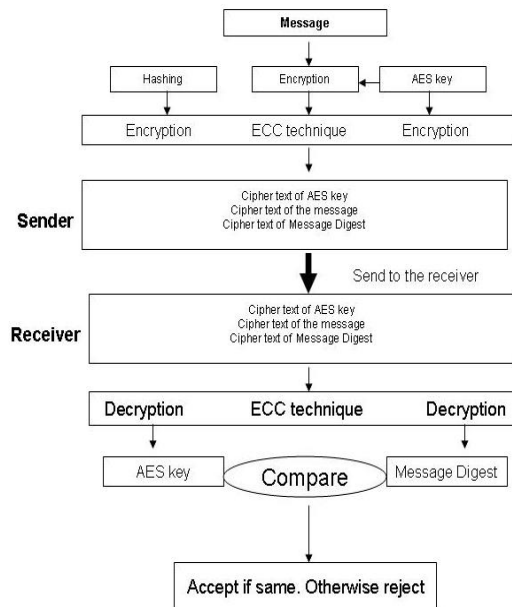 Message
Hashing Encryption AES key
Encryption ECC technique Encryption
Sender
Cipher text of AES key
Cipher text of the message
Cipher text of Message Digest
Send to the receiver
Receiver
Cipher text of AES key
Cipher text of the message
Cipher text of Message Digest
Decryption ECC technique Decryption
AES key Compare Message Digest
Accept if same. Otherwise reject